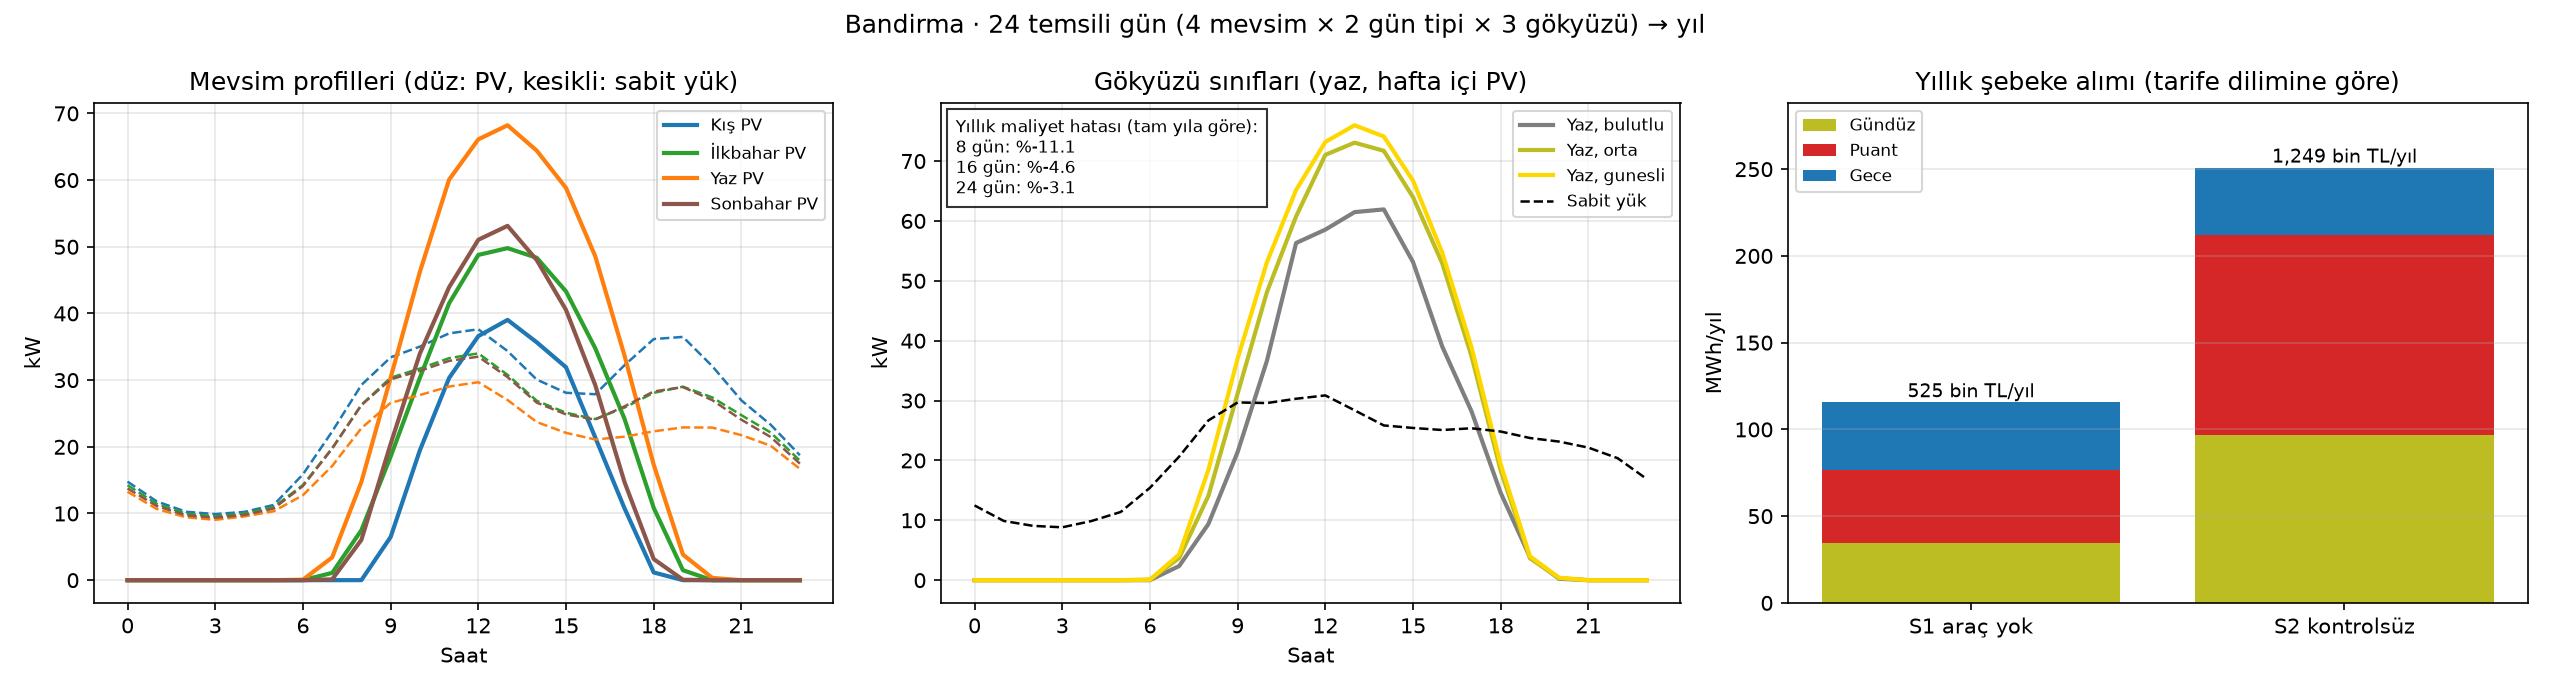 Bandirma · 24 temsili gün (4 mevsim × 2 gün tipi × 3 gökyüzü) → yıl
Mevsim profilleri (düz: PV, kesikli: sabit yük)
kW
70
60
50
40
30
20
10
0
Kış PV
İlkbahar PV
Yaz PV
Sonbahar PV
0 3 6 9 12 15 18 21
Saat
Gökyüzü sınıfları (yaz, hafta içi PV)
kW
70
60
50
40
30
20
10
0
Yıllık maliyet hatası (tam yıla göre):
8 gün: %-11.1
16 gün: %-4.6
24 gün: %-3.1
Yaz, bulutlu
Yaz, orta
Yaz, gunesli
Sabit yük
0 3 6 9 12 15 18 21
Saat
Yıllık şebeke alımı (tarife dilimine göre)
MWh/yıl
250
200
150
100
50
0
Gündüz
Puant
Gece
525 bin TL/yıl
1,249 bin TL/yıl
S1 araç yok
S2 kontrolsüz